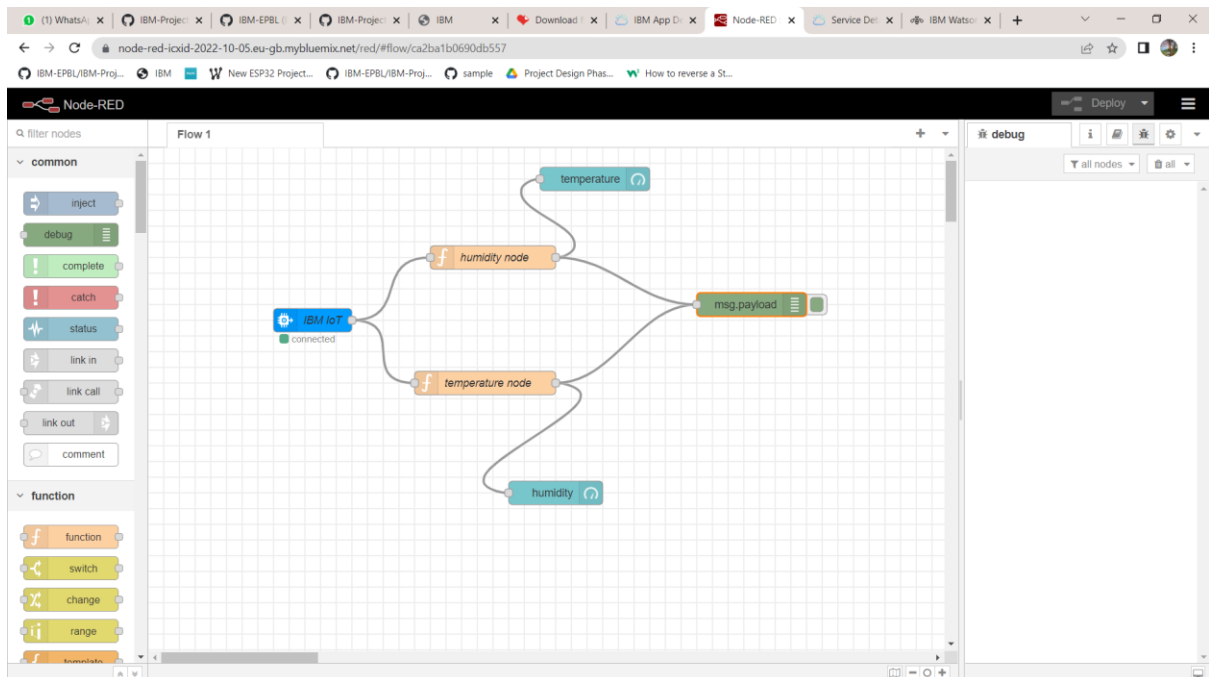 (1) WhatsA
IBM-Project
IBM-EPBL (
IBM-Project
IBM
Download
IBM App De
Node-RED
Service Det
IBM Watso
node-red-icxid-2022-10-05.eu-gb.mybluemix.net/red/#flow/ca2ba1b0690db557
IBM-EPBL/IBM-Proj...
IBM
New ESP32 Project...
IBM-EPBL/IBM-Proj...
sample
Project Design Phas...
How to reverse a St...
Node-RED
Deploy
filter nodes
Flow 1
debug
all nodes
all
common
inject
debug
complete
catch
status
link in
link call
link out
comment
function
function
switch
change
range
template
temperature
humidity node
IBM IoT
connected
msg.payload
temperature node
humidity